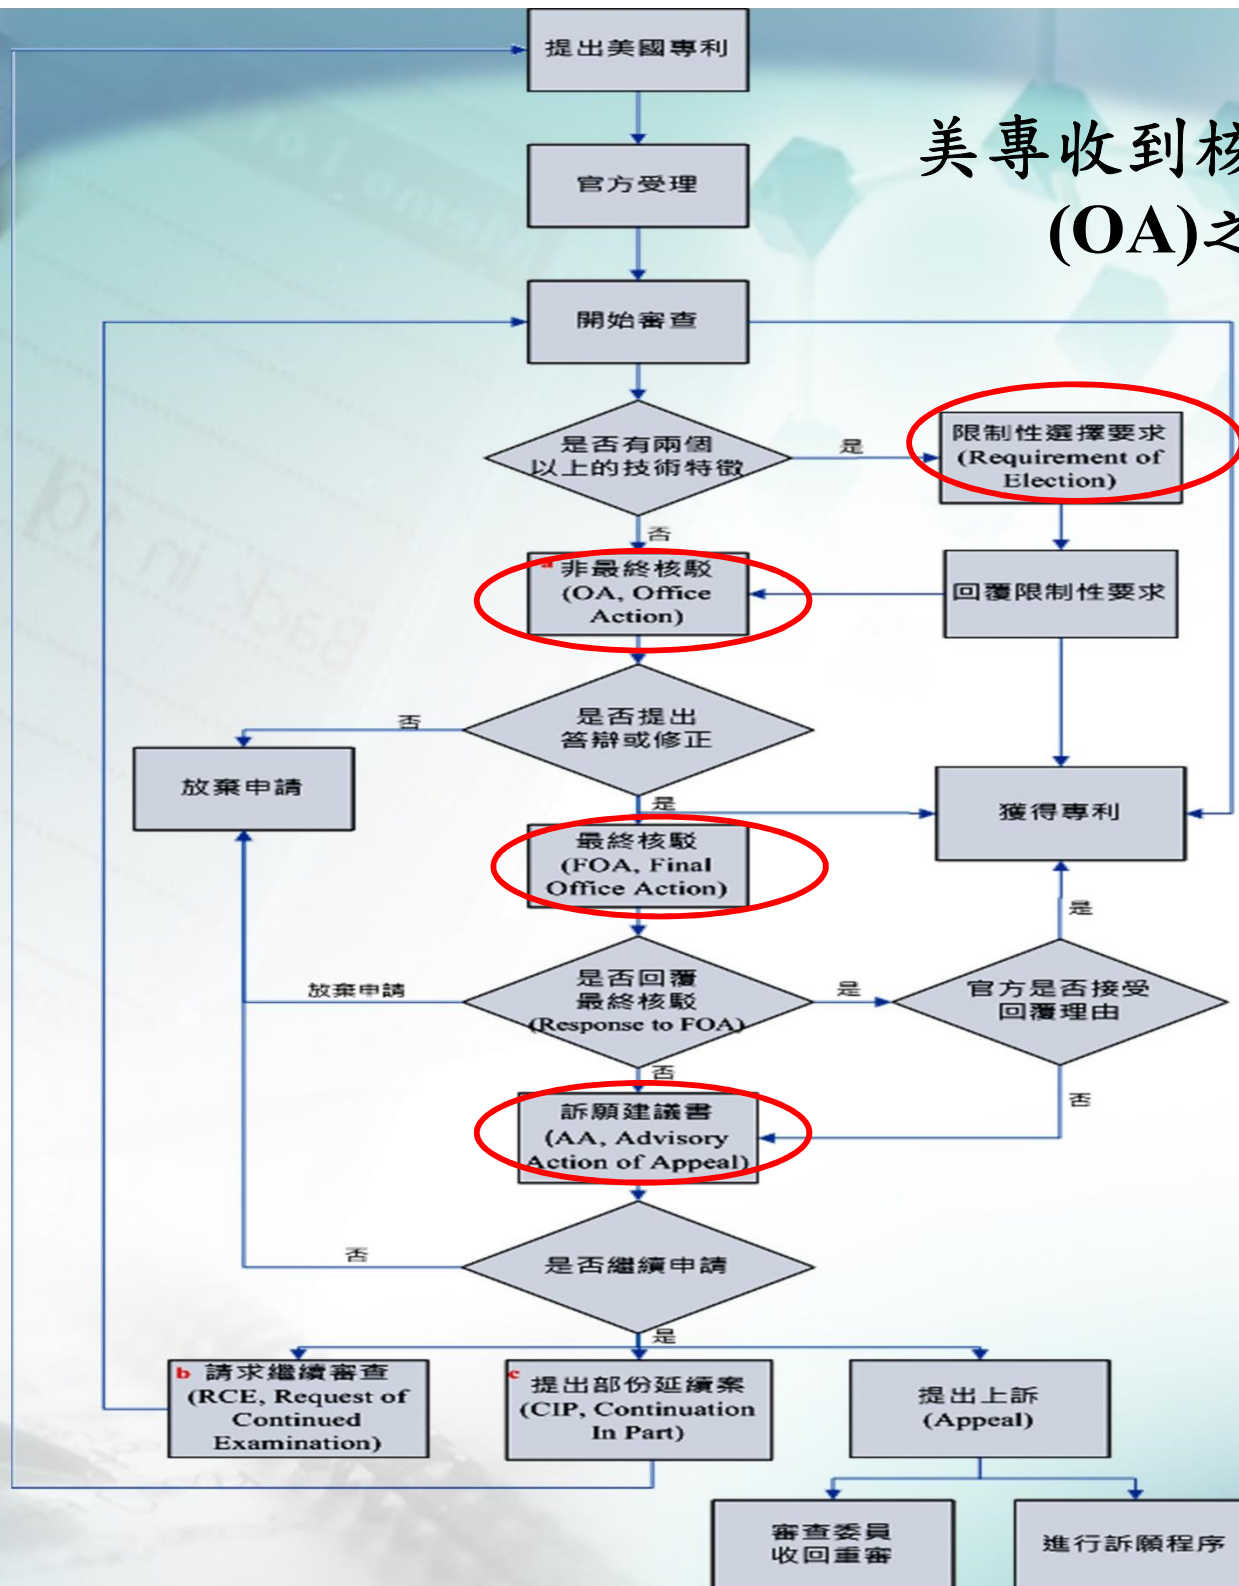 提出美國專利
美專收到核
(OA)之
官方受理
開始審查
是否有兩個
以上的技術特徵
是
限制性選擇要求
(Requirement of
Election)
否
a 非最終核駁
(OA, Office
Action)
回覆限制性要求
是否提出
答辯或修正
否
放棄申請
是
獲得專利
最終核駁
(FOA, Final
Office Action)
是
是否回覆
最終核駁
(Response to FOA)
放棄申請
是
官方是否接受
回覆理由
否
否
訴願建議書
(AA, Advisory
Action of Appeal)
是否繼續申請
否
是
b 請求繼續審查
(RCE, Request of
Continued
Examination)
c 提出部份延續案
(CIP, Continuation
In Part)
提出上訴
(Appeal)
審查委員
收回重審
進行訴願程序
Back in 1q